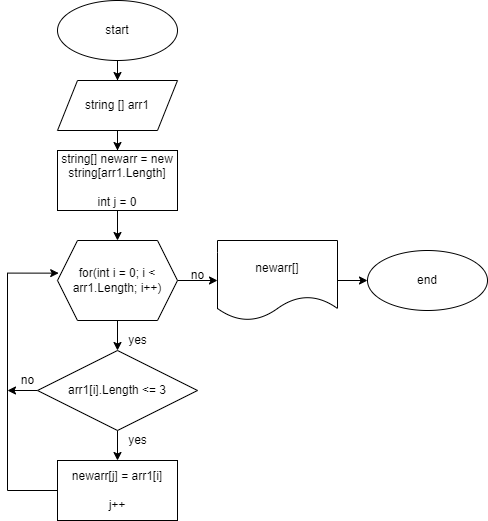 start
string [] arr1
string[] newarr = new
string[arr1.Length]
int j = 0
for(int i = 0; i <
arr1.Length; i++)
no
newarr[]
end
yes
no
arr1[i].Length <= 3
yes
newarr[j] = arr1[i]
j++